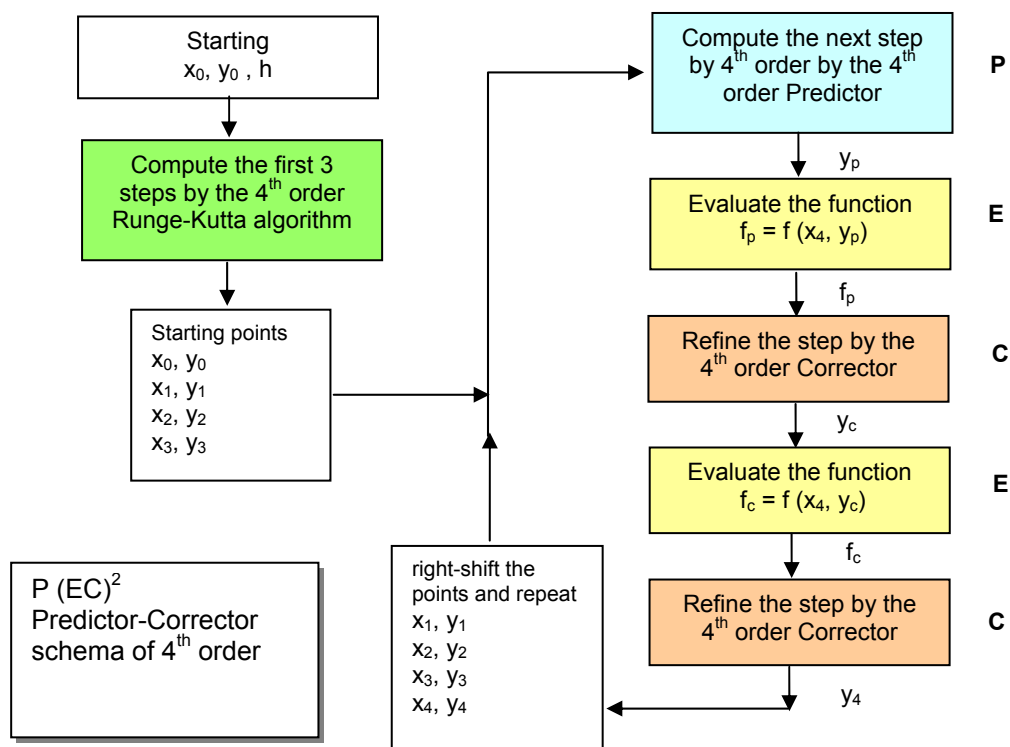 Starting
x₀, y₀ , h
Compute the first 3
steps by the 4ᵗʰ order
Runge-Kutta algorithm
Starting points
x₀, y₀
x₁, y₁
x₂, y₂
x₃, y₃
Compute the next step
by 4ᵗʰ order by the 4ᵗʰ
order Predictor
P
yₚ
Evaluate the function
fₚ = f (x₄, yₚ)
E
fₚ
Refine the step by the
4ᵗʰ order Corrector
C
y_c
Evaluate the function
f_c = f (x₄, y_c)
E
f_c
Refine the step by the
4ᵗʰ order Corrector
C
y₄
right-shift the
points and repeat
x₁, y₁
x₂, y₂
x₃, y₃
x₄, y₄
P (EC)²
Predictor-Corrector
schema of 4ᵗʰ order